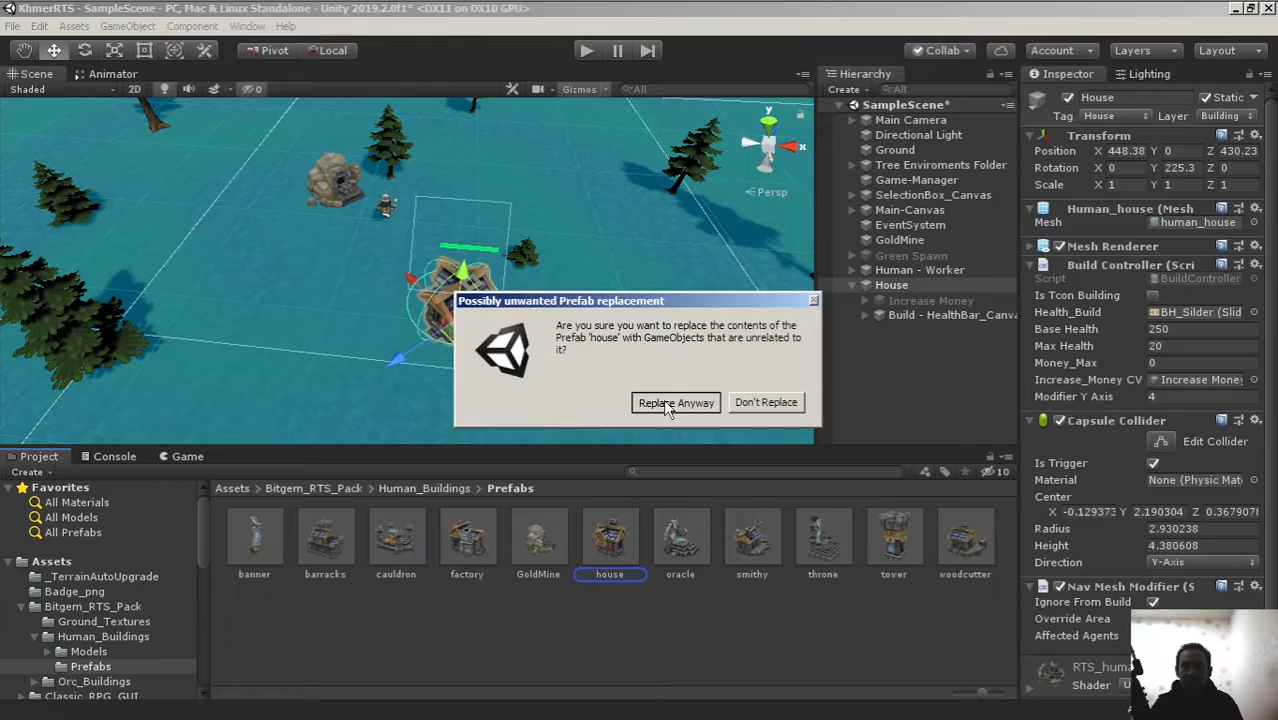 KhmerRTS - SampleScene - PC, Mac & Linux Standalone - Unity 2019.2.0f1* <DX11 on DX10 GPU>
File Edit Assets GameObject Component Window Help
Pivot Local Collab Account Layers Layout
Scene Animator
Shaded 2D 0 Gizmos All
y
x
Persp
Hierarchy
Create All
SampleScene*
Main Camera
Directional Light
Ground
Tree Enviroments Folder
Game-Manager
SelectionBox_Canvas
Main-Canvas
EventSystem
GoldMine
Green Spawn
Human - Worker
House
Increase Money
Build - HealthBar_Canva
Possibly unwanted Prefab replacement
Are you sure you want to replace the contents of the
Prefab 'house' with GameObjects that are unrelated to
it?
Replace Anyway Don't Replace
Inspector Lighting
House Static
Tag House Layer Building
Transform
Position X 448.38 Y 0 Z 430.23
Rotation X 0 Y 225.3 Z 0
Scale X 1 Y 1 Z 1
Human_house (Mesh
Mesh human_house
Mesh Renderer
Build Controller (Scri
Script BuildController
Is Tcon Building
Health_Build BH_Silder (Slid
Base Health 250
Max Health 20
Money_Max 0
Increase_Money CV Increase Money
Modifier Y Axis 4
Capsule Collider
Edit Collider
Is Trigger
Material None (Physic Mat
Center
X -0.129373 Y 2.190304 Z 0.3679078
Radius 2.930238
Height 4.380608
Direction Y-Axis
Nav Mesh Modifier (S
Ignore From Build
Override Area
Affected Agents
RTS_hum
Shader
Project Console Game
Create 10
Favorites
All Materials
All Models
All Prefabs
Assets
_TerrainAutoUpgrade
Badge_png
Bitgem_RTS_Pack
Ground_Textures
Human_Buildings
Models
Prefabs
Orc_Buildings
Classic_RPG_GUI
Assets Bitgem_RTS_Pack Human_Buildings Prefabs
banner barracks cauldron factory GoldMine house oracle smithy throne tower woodcutter